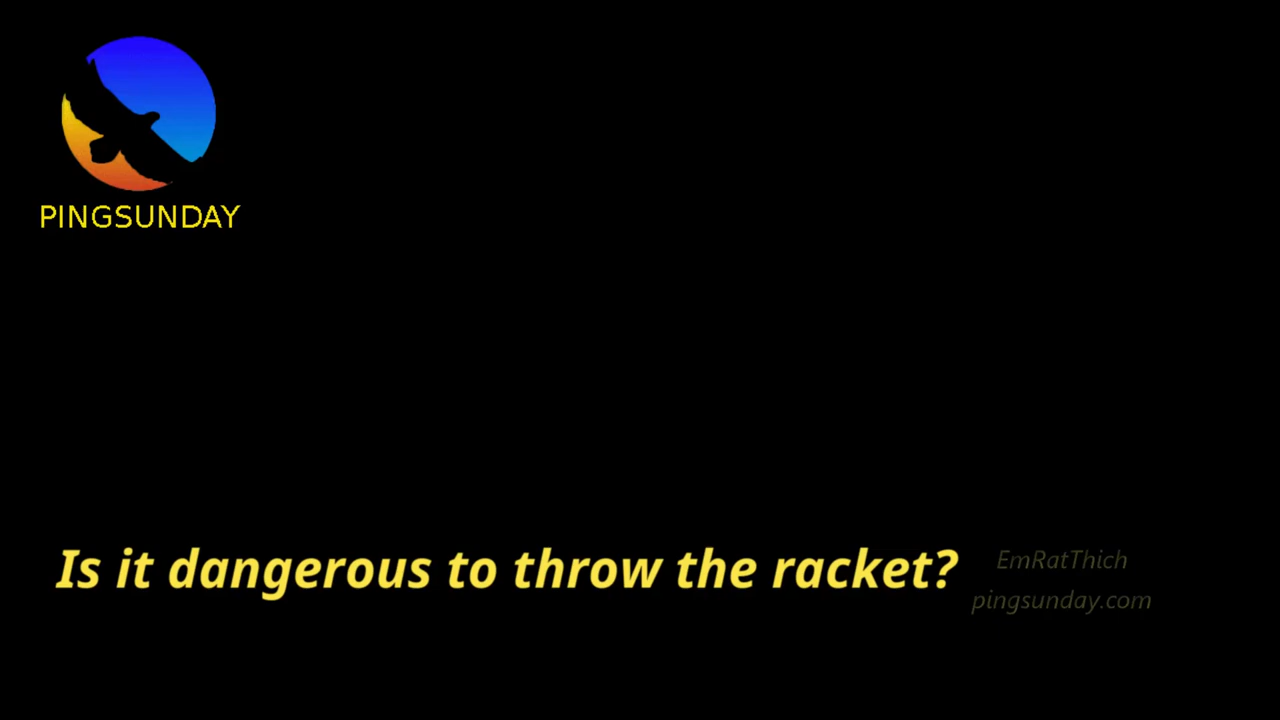 PINGSUNDAY
Is it dangerous to throw the racket?
EmRatThich
pingsunday.com